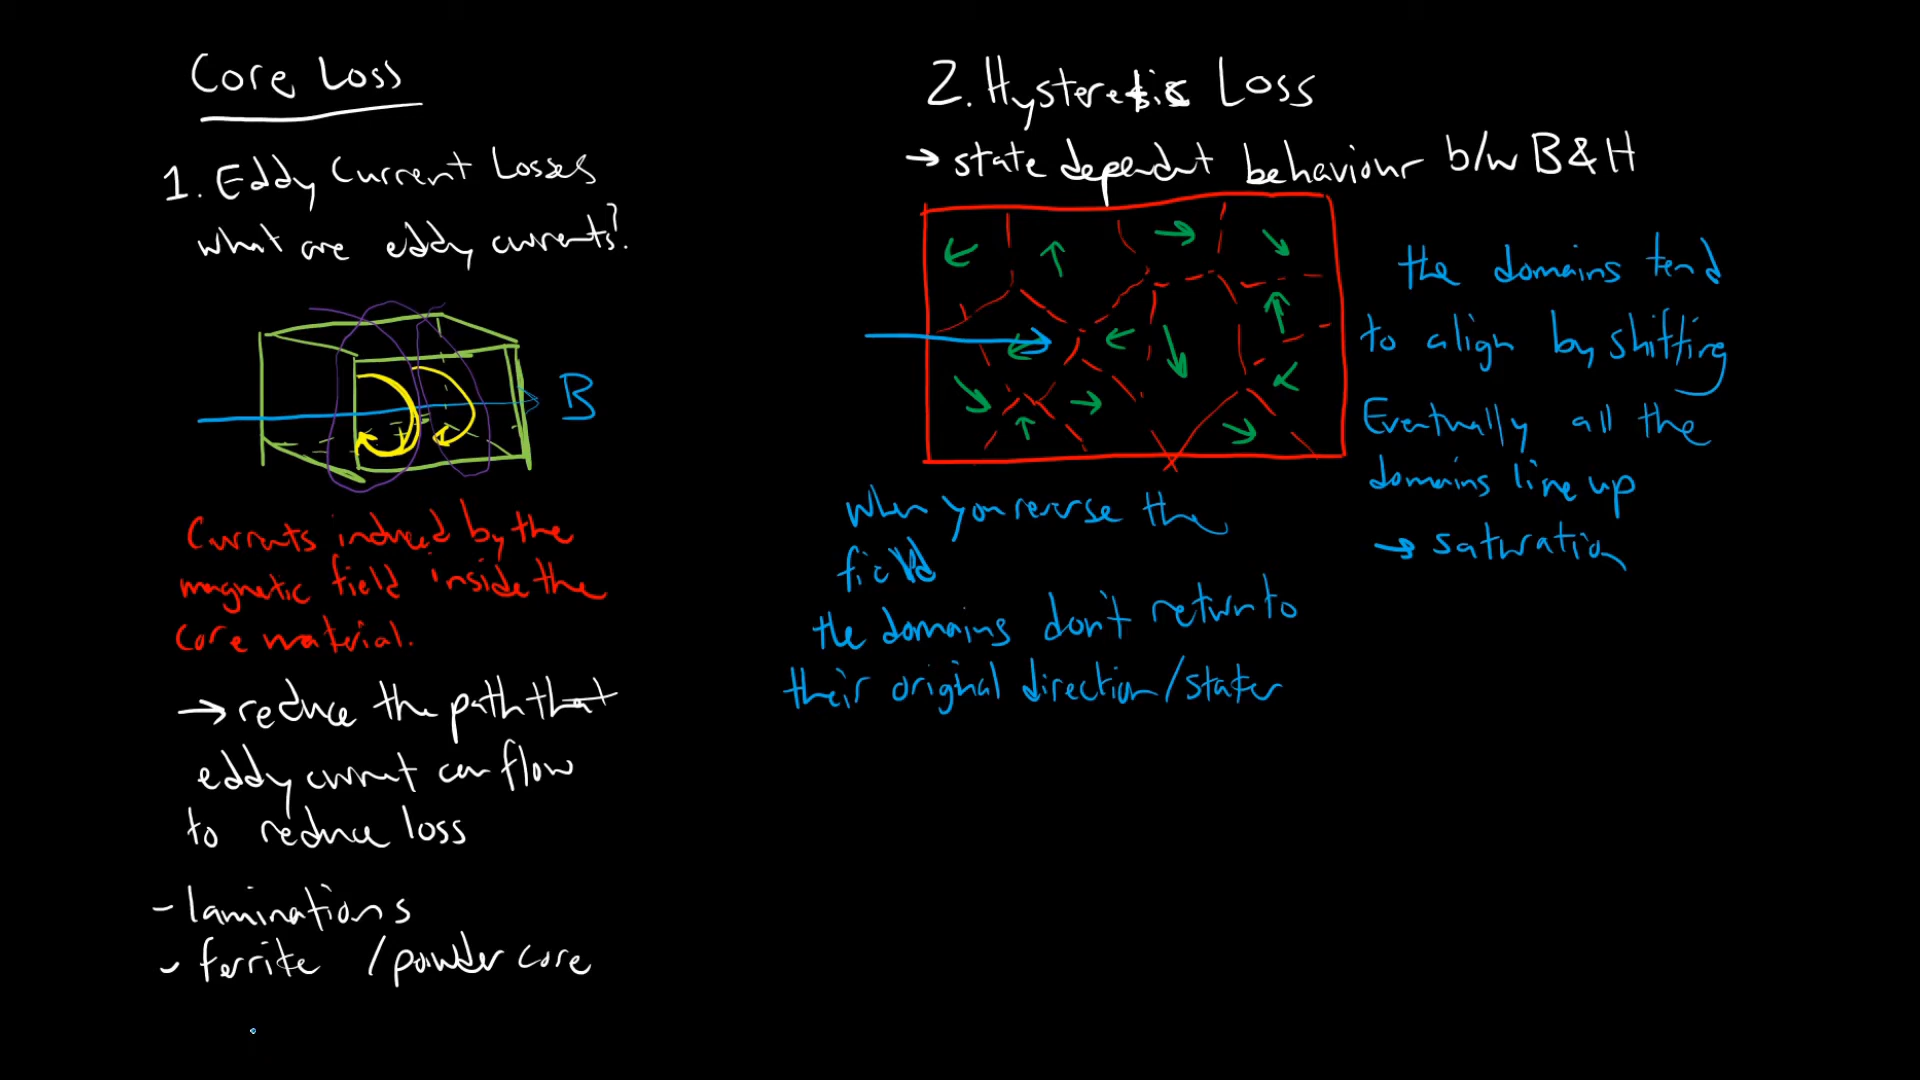 Core Loss
1. Eddy Current Losses
what are eddy currents?
B
Currents induced by the
magnetic field inside the
core material.
→ reduce the path that
eddy current can flow
to reduce loss
- laminations
- ferrite / powder core
2. Hysteresis Loss
→ state dependent behaviour b/w B & H
the domains tend
to align by shifting
Eventually all the
domains line up
→ saturation
when you reverse the
field
the domains don't return to
their original direction/states